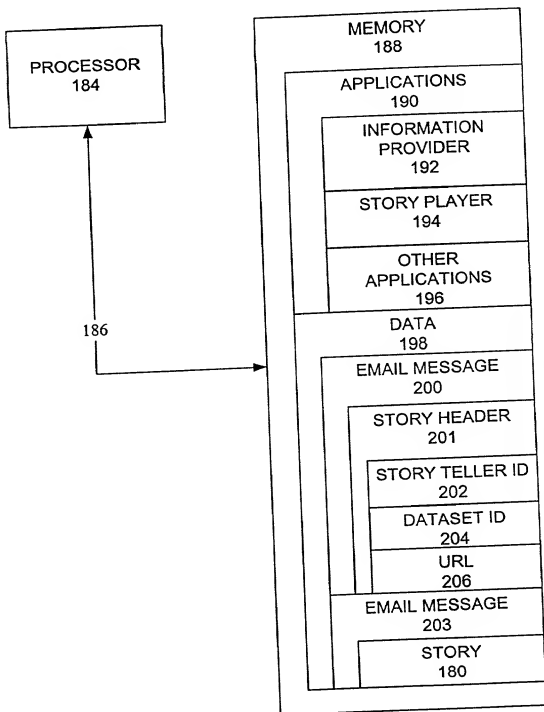 PROCESSOR
184
186
MEMORY
188
APPLICATIONS
190
INFORMATION
PROVIDER
192
STORY PLAYER
194
OTHER
APPLICATIONS
196
DATA
198
EMAIL MESSAGE
200
STORY HEADER
201
STORY TELLER ID
202
DATASET ID
204
URL
206
EMAIL MESSAGE
203
STORY
180